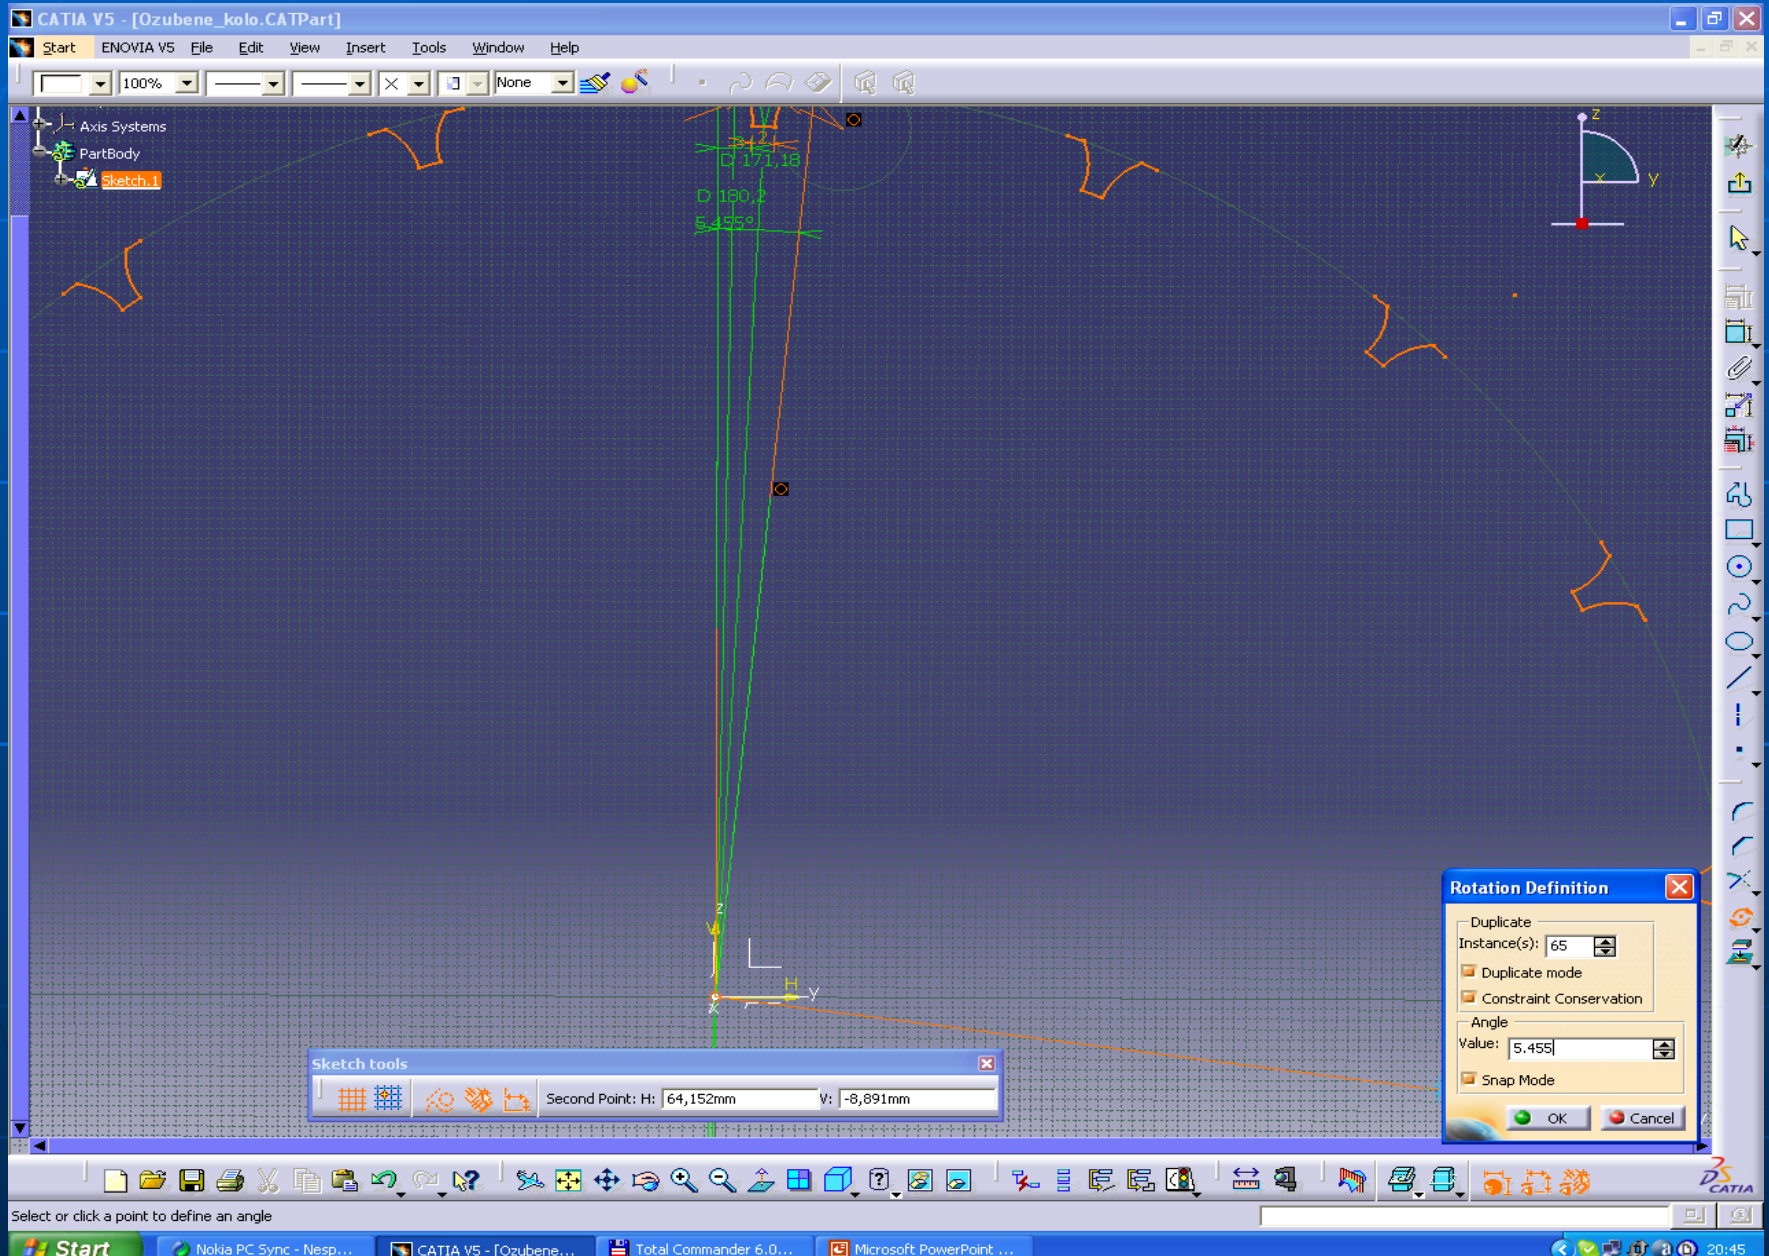 CATIA V5 - [Ozubene_kolo.CATPart]
Start ENOVIA V5 File Edit View Insert Tools Window Help
100% None
Axis Systems
PartBody
Sketch.1
2
D 171,18
D 180,2
5.455°
z
x
y
z
V
H
y
x
Rotation Definition
Duplicate
Instance(s): 65
Duplicate mode
Constraint Conservation
Angle
Value: 5.455
Snap Mode
OK Cancel
Sketch tools
Second Point: H: 64,152mm V: -8,891mm
CATIA
Select or click a point to define an angle
Start Nokia PC Sync - Nesp... CATIA V5 - [Ozubene... Total Commander 6.0... Microsoft PowerPoint ... 20:45